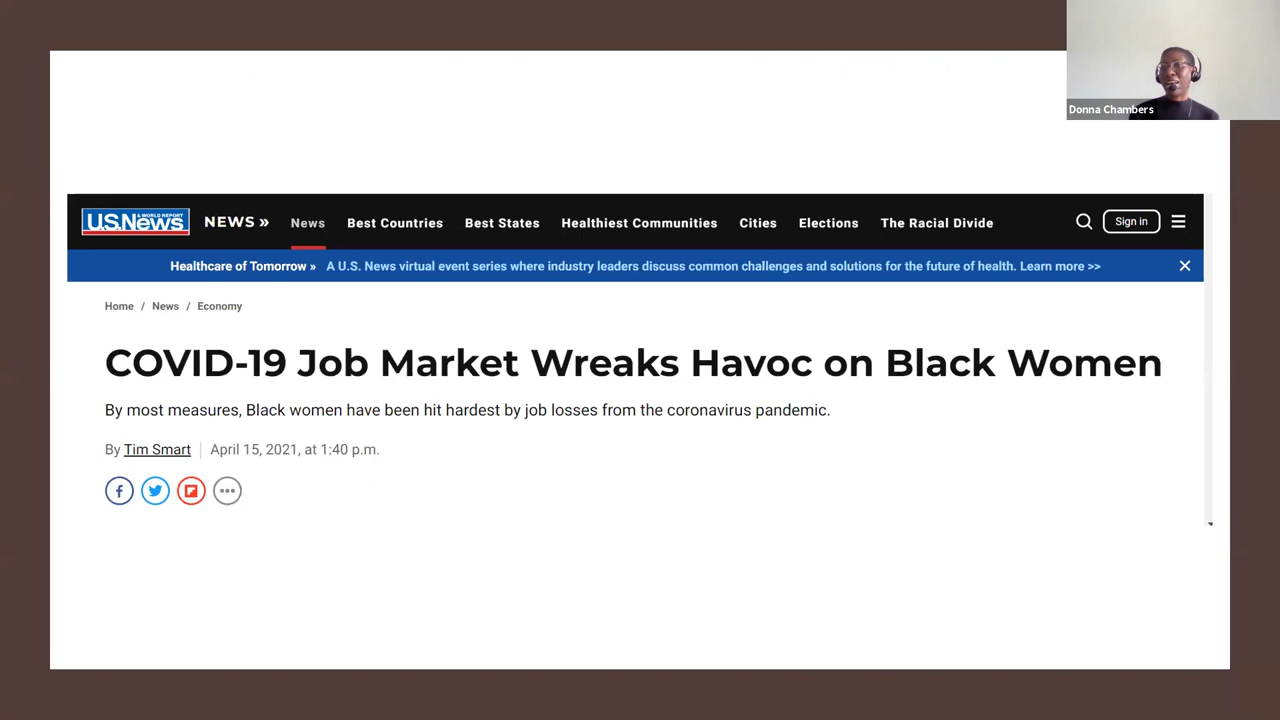 Donna Chambers
U.S. News & WORLD REPORT
NEWS »
News
Best Countries
Best States
Healthiest Communities
Cities
Elections
The Racial Divide
Sign in
Healthcare of Tomorrow » A U.S. News virtual event series where industry leaders discuss common challenges and solutions for the future of health. Learn more >>
Home / News / Economy
COVID-19 Job Market Wreaks Havoc on Black Women
By most measures, Black women have been hit hardest by job losses from the coronavirus pandemic.
By Tim Smart | April 15, 2021, at 1:40 p.m.